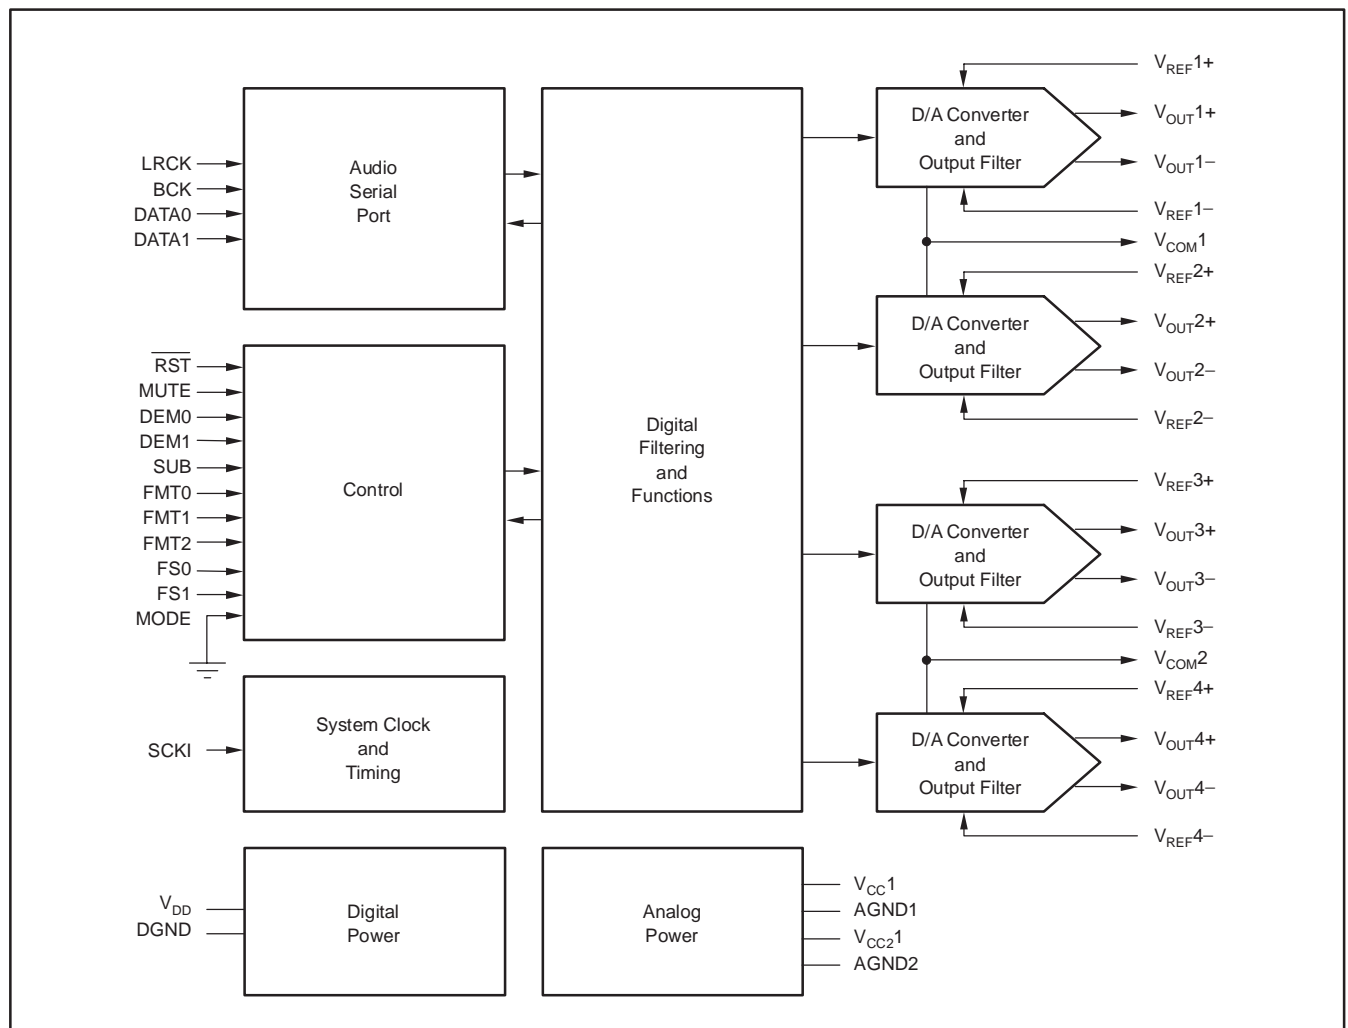 LRCK
BCK
DATA0
DATA1
Audio
Serial
Port
R̅S̅T̅
MUTE
DEM0
DEM1
SUB
FMT0
FMT1
FMT2
FS0
FS1
MODE
Control
SCKI
System Clock
and
Timing
VDD
DGND
Digital
Power
Digital
Filtering
and
Functions
Analog
Power
VCC1
AGND1
VCC21
AGND2
D/A Converter
and
Output Filter
VREF1+
VOUT1+
VOUT1−
VREF1−
VCOM1
D/A Converter
and
Output Filter
VREF2+
VOUT2+
VOUT2−
VREF2−
D/A Converter
and
Output Filter
VREF3+
VOUT3+
VOUT3−
VREF3−
VCOM2
D/A Converter
and
Output Filter
VREF4+
VOUT4+
VOUT4−
VREF4−